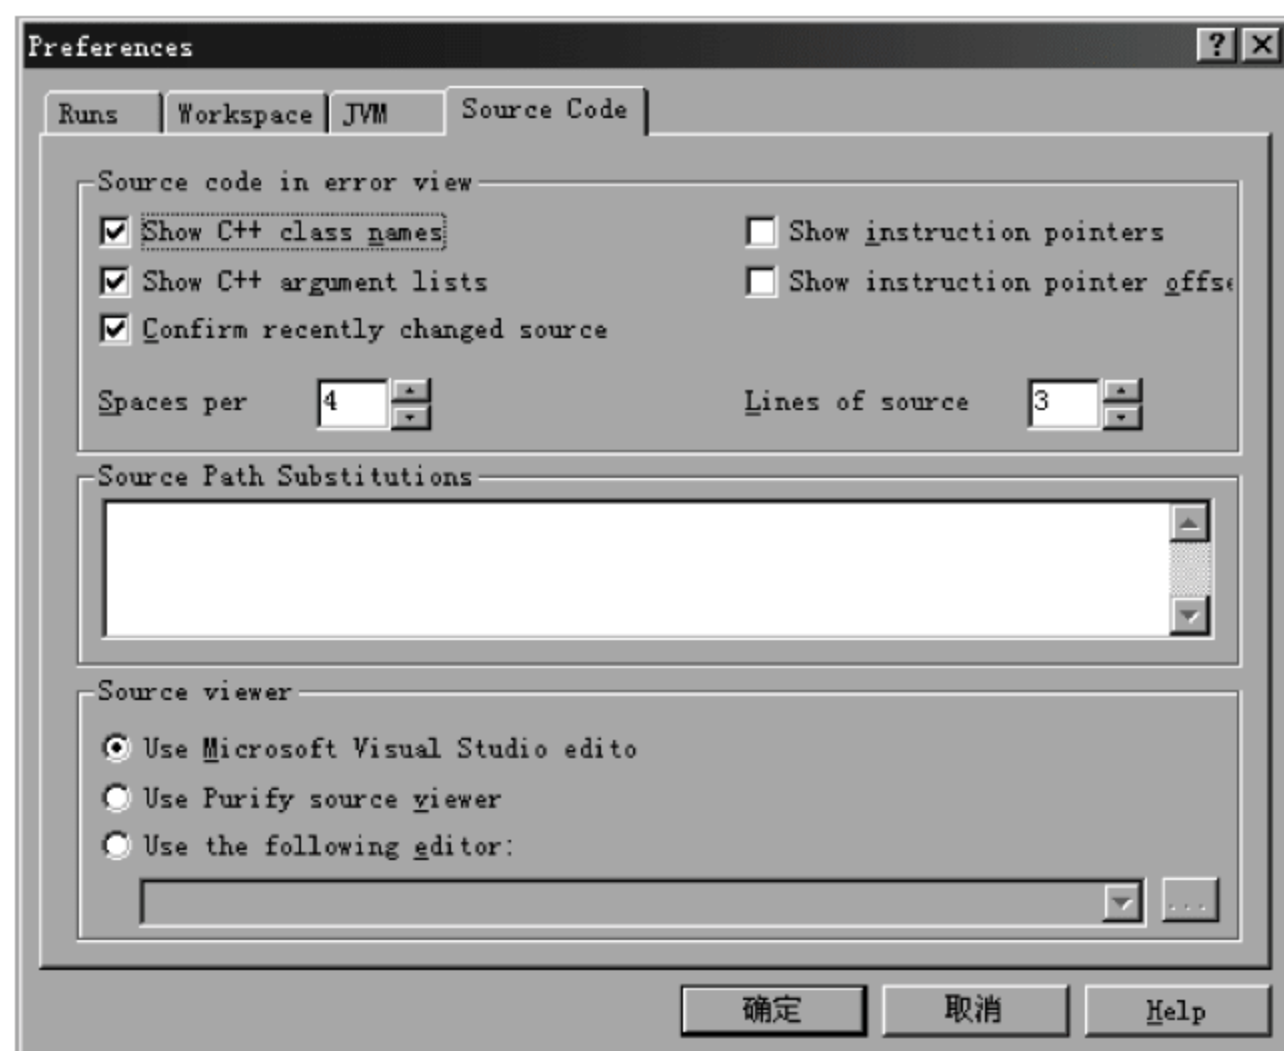 Preferences
Runs Workspace JVM Source Code
Source code in error view
Show C++ class names Show instruction pointers
Show C++ argument lists Show instruction pointer offse
Confirm recently changed source
Spaces per 4 Lines of source 3
Source Path Substitutions
Source viewer
Use Microsoft Visual Studio edito
Use Purify source viewer
Use the following editor:
...
确定 取消 Help